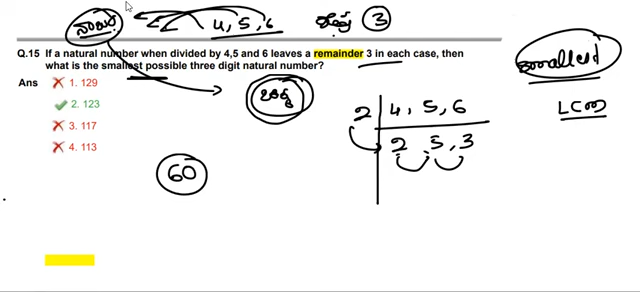 4, 5, 6 3
Q.15 If a natural number when divided by 4,5 and 6 leaves a remainder 3 in each case, then
what is the smallest possible three digit natural number?
smallest
LCM
Ans 1. 129
2. 123
3. 117
4. 113
2 4, 5, 6
2, 5, 3
60